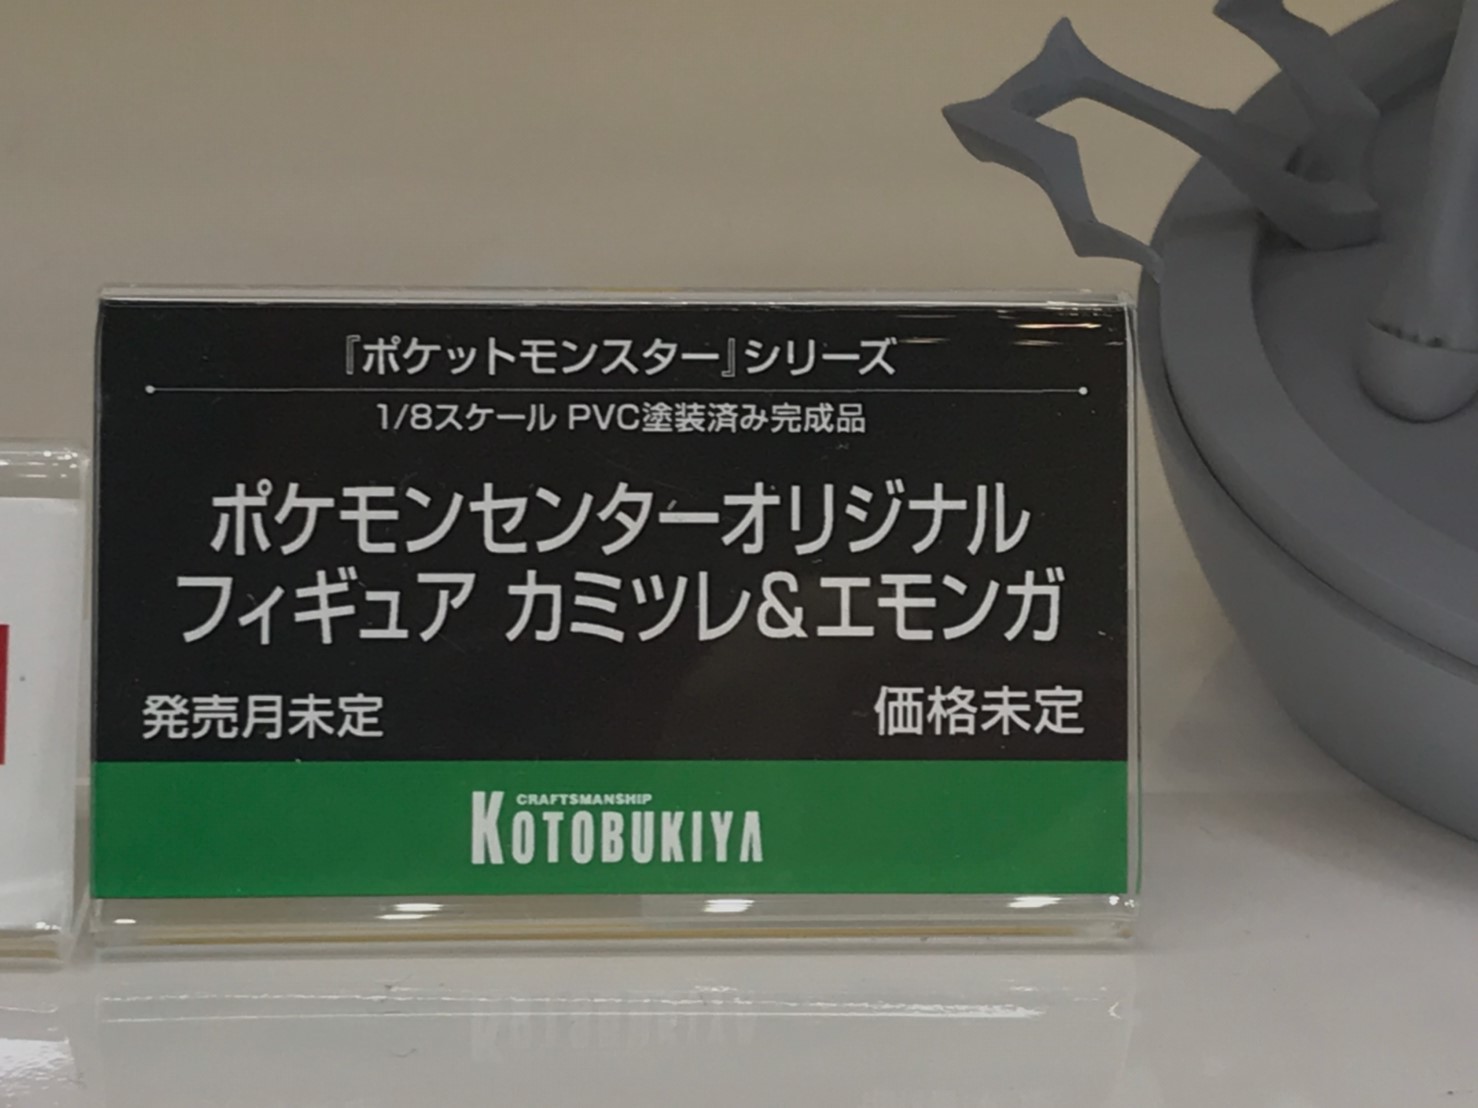 『ポケットモンスター』シリーズ
1/8スケール PVC塗装済み完成品
ポケモンセンターオリジナル
フィギュア カミツレ&エモンガ
発売月未定
価格未定
CRAFTSMANSHIP
KOTOBUKIYA